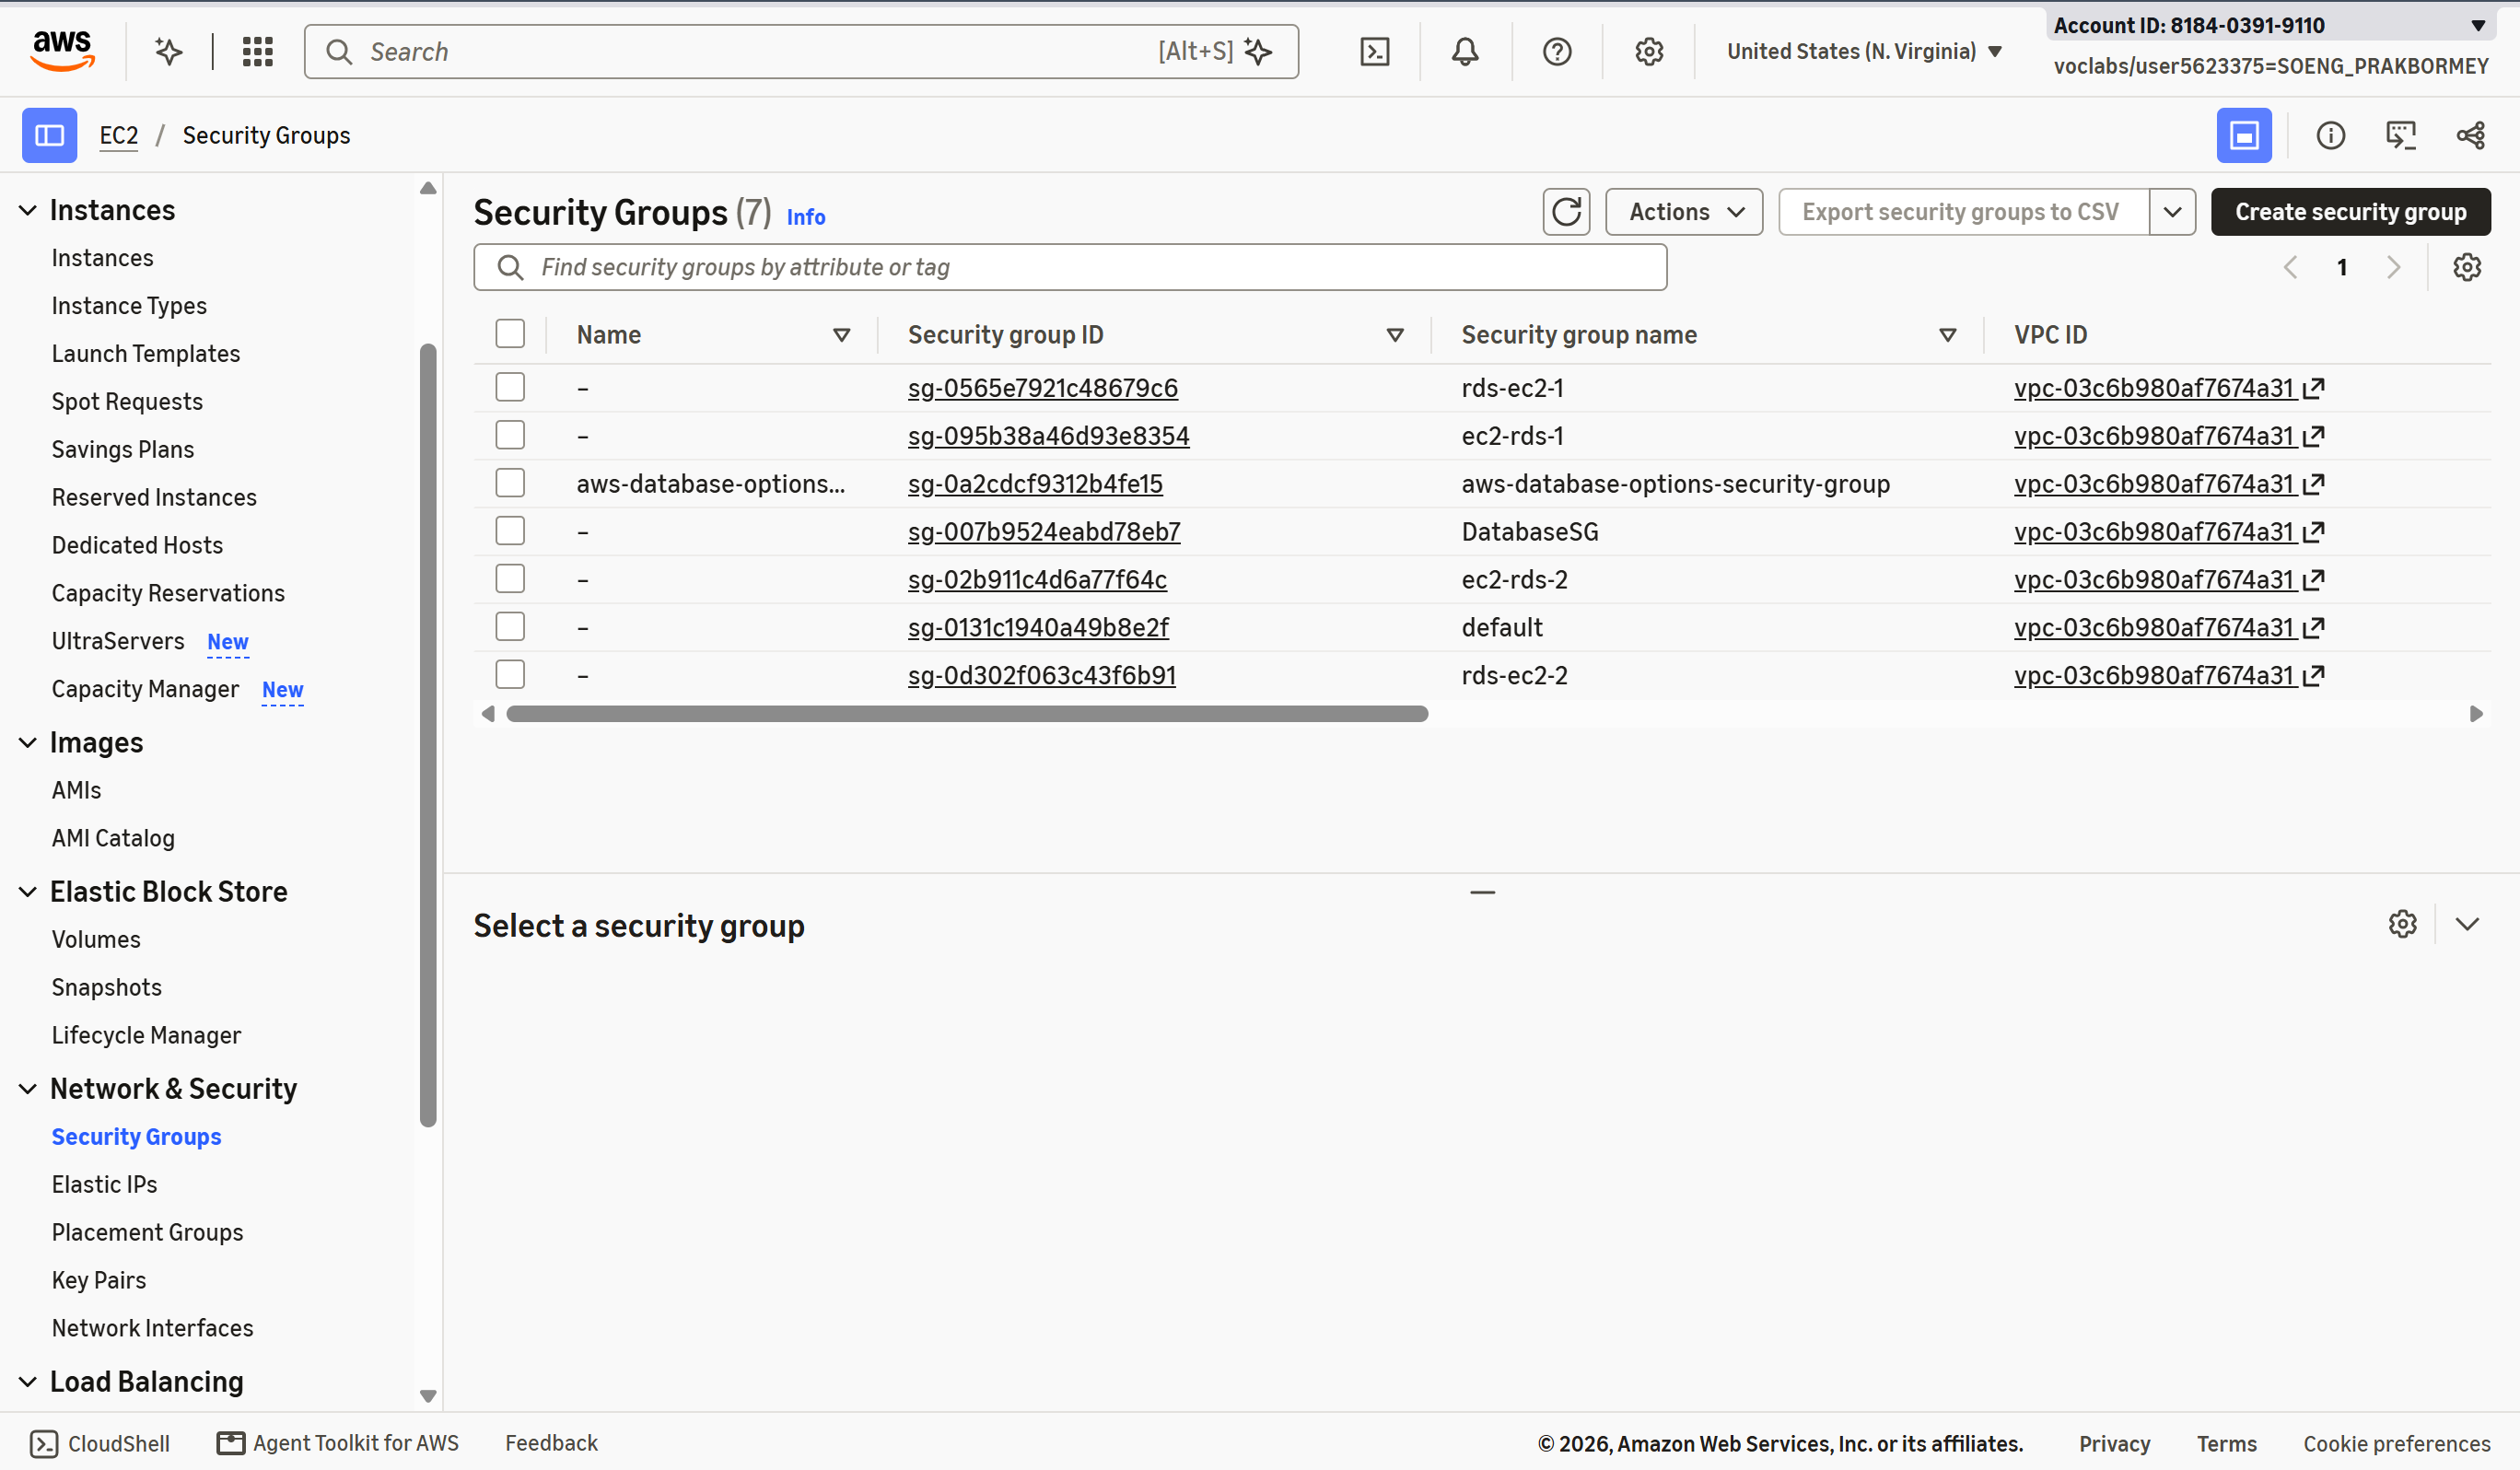 aws
Search [Alt+S]
United States (N. Virginia)
Account ID: 8184-0391-9110
voclabs/user5623375=SOENG_PRAKBORMEY
EC2 / Security Groups
Instances
Instances
Instance Types
Launch Templates
Spot Requests
Savings Plans
Reserved Instances
Dedicated Hosts
Capacity Reservations
UltraServers New
Capacity Manager New
Images
AMIs
AMI Catalog
Elastic Block Store
Volumes
Snapshots
Lifecycle Manager
Network & Security
Security Groups
Elastic IPs
Placement Groups
Key Pairs
Network Interfaces
Load Balancing
Security Groups (7) Info
Actions
Export security groups to CSV
Create security group
Find security groups by attribute or tag
1
Name Security group ID Security group name VPC ID
– sg-0565e7921c48679c6 rds-ec2-1 vpc-03c6b980af7674a31
– sg-095b38a46d93e8354 ec2-rds-1 vpc-03c6b980af7674a31
aws-database-options... sg-0a2cdcf9312b4fe15 aws-database-options-security-group vpc-03c6b980af7674a31
– sg-007b9524eabd78eb7 DatabaseSG vpc-03c6b980af7674a31
– sg-02b911c4d6a77f64c ec2-rds-2 vpc-03c6b980af7674a31
– sg-0131c1940a49b8e2f default vpc-03c6b980af7674a31
– sg-0d302f063c43f6b91 rds-ec2-2 vpc-03c6b980af7674a31
Select a security group
CloudShell Agent Toolkit for AWS Feedback © 2026, Amazon Web Services, Inc. or its affiliates. Privacy Terms Cookie preferences